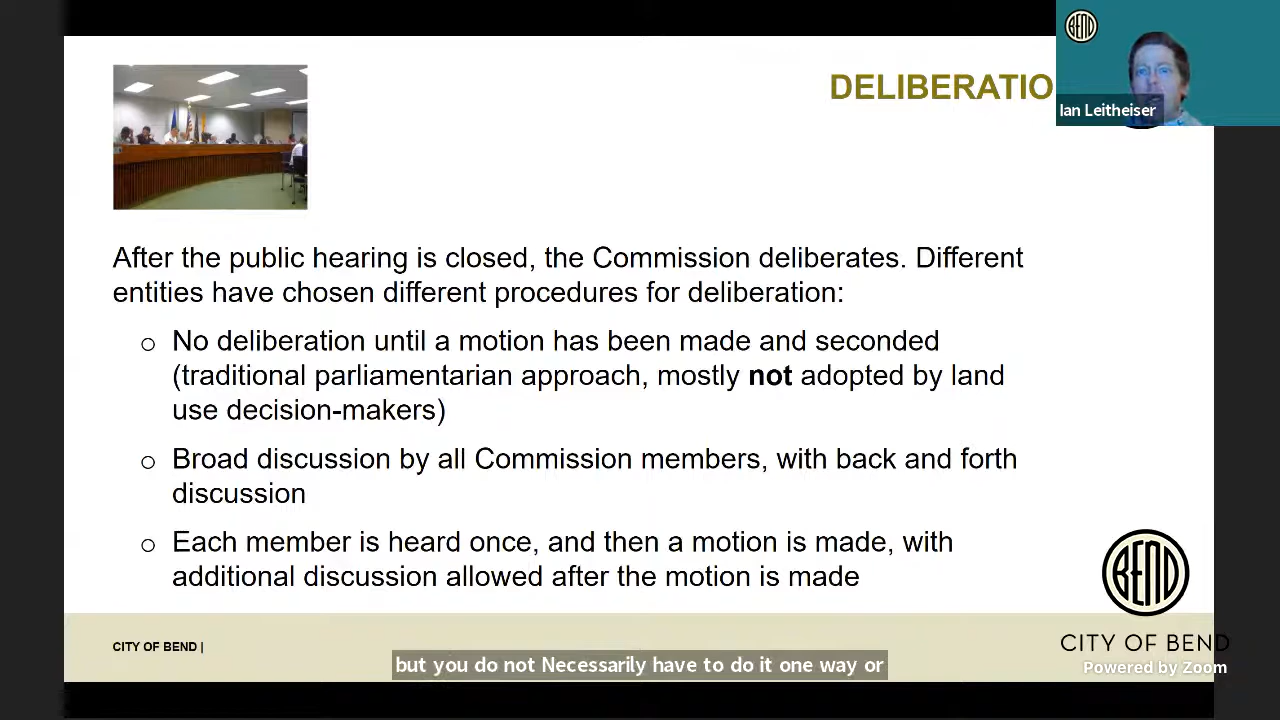 BEND
DELIBERATIO
Ian Leitheiser
After the public hearing is closed, the Commission deliberates. Different
entities have chosen different procedures for deliberation:
o No deliberation until a motion has been made and seconded
(traditional parliamentarian approach, mostly not adopted by land
use decision-makers)
o Broad discussion by all Commission members, with back and forth
discussion
o Each member is heard once, and then a motion is made, with
additional discussion allowed after the motion is made
BEND
CITY OF BEND
CITY OF BEND |
but you do not Necessarily have to do it one way or
Powered by Zoom